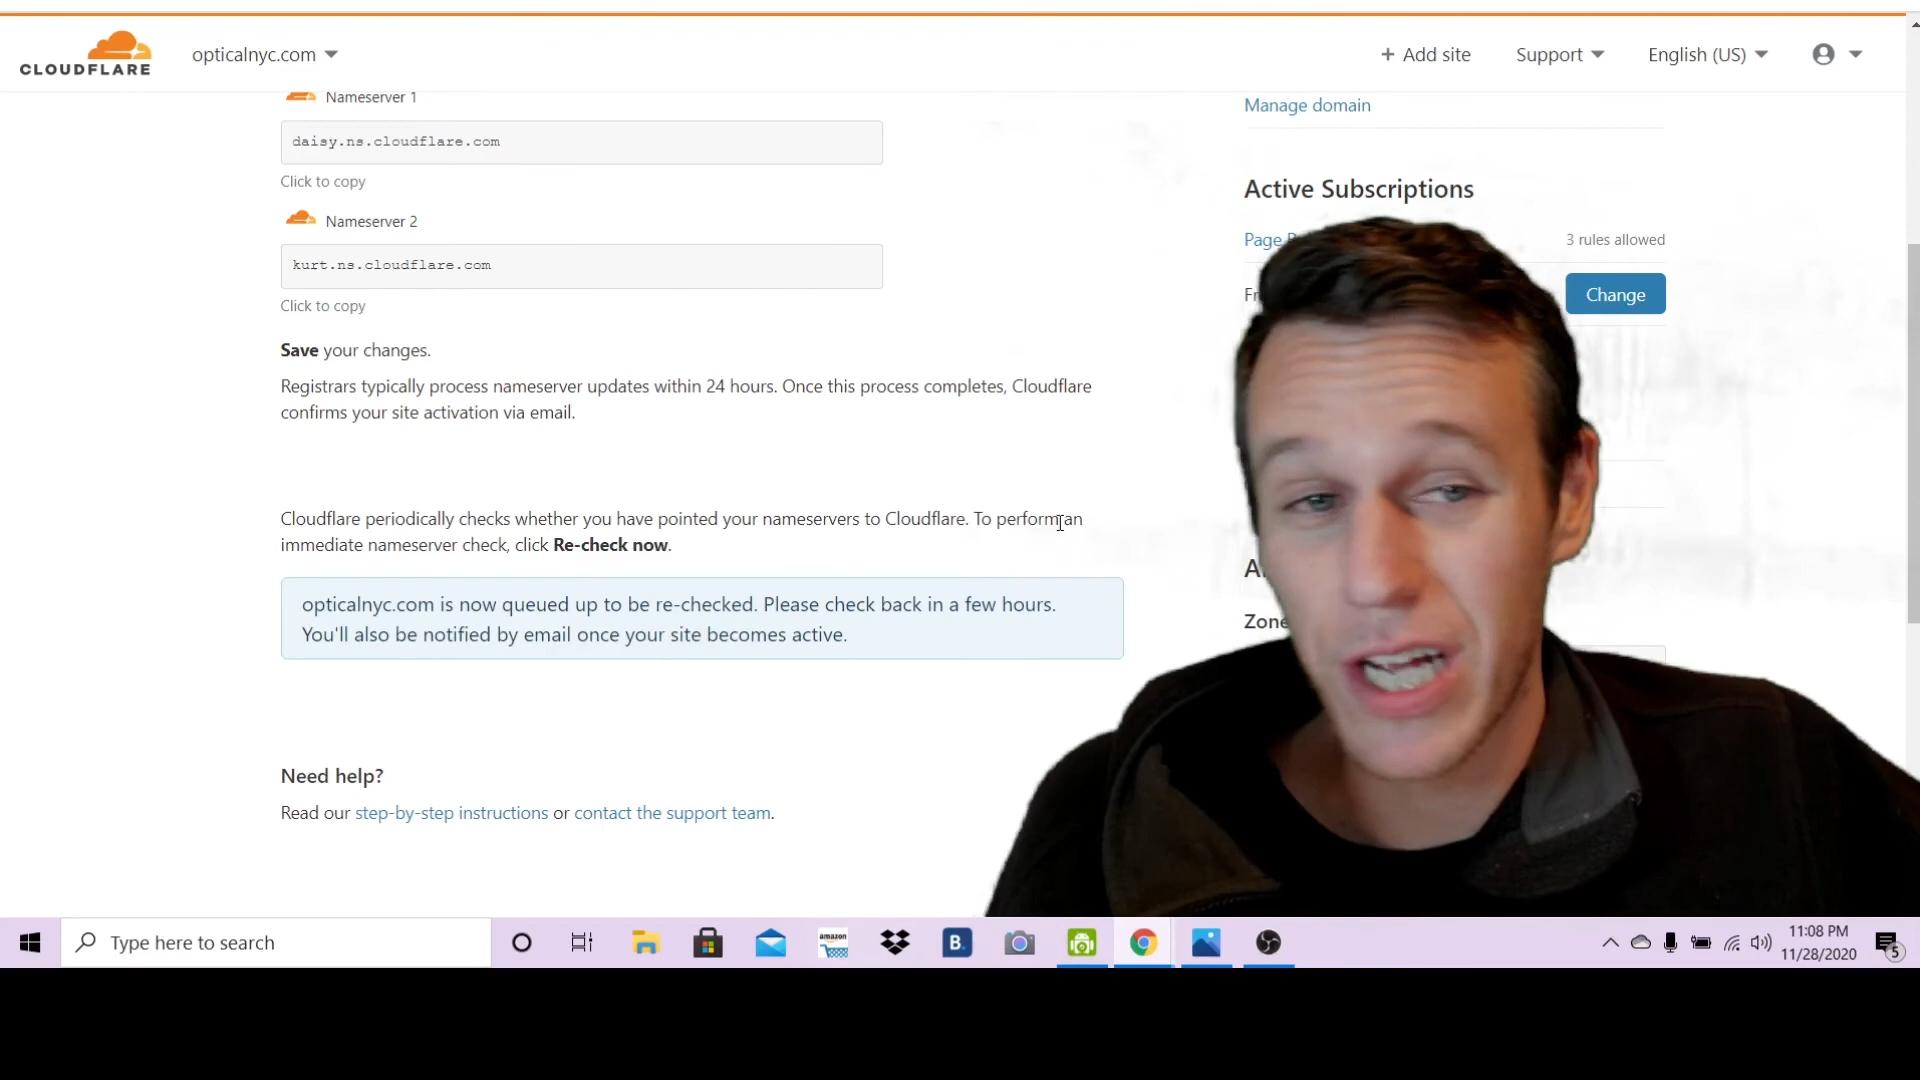 CLOUDFLARE
opticalnyc.com
+ Add site
Support
English (US)
Nameserver 1
daisy.ns.cloudflare.com
Click to copy
Nameserver 2
kurt.ns.cloudflare.com
Click to copy
Save your changes.
Registrars typically process nameserver updates within 24 hours. Once this process completes, Cloudflare
confirms your site activation via email.
Cloudflare periodically checks whether you have pointed your nameservers to Cloudflare. To perform an
immediate nameserver check, click Re-check now.
opticalnyc.com is now queued up to be re-checked. Please check back in a few hours.
You'll also be notified by email once your site becomes active.
Need help?
Read our step-by-step instructions or contact the support team.
Manage domain
Active Subscriptions
Page
3 rules allowed
Change
Zone
Type here to search
amazon
B.
11:08 PM
11/28/2020
5